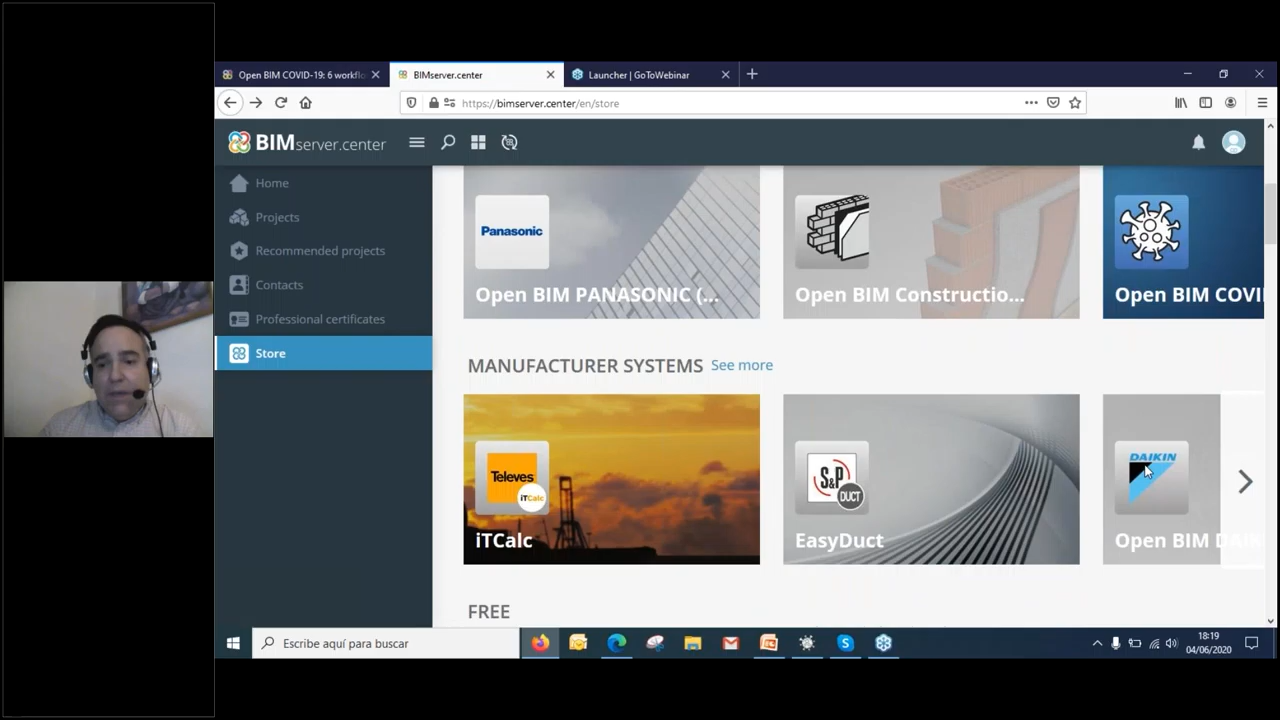 Open BIM COVID-19: 6 workflo
BIMserver.center
Launcher | GoToWebinar
https://bimserver.center/en/store
BIMserver.center
Home
Projects
Recommended projects
Contacts
Professional certificates
Store
Panasonic
Open BIM PANASONIC (...
Open BIM Constructio...
Open BIM COVI
MANUFACTURER SYSTEMS See more
Televes
iTCalc
iTCalc
S&P
DUCT
EasyDuct
DAIKIN
Open BIM DAIK
FREE
Escribe aquí para buscar
18:19
04/06/2020